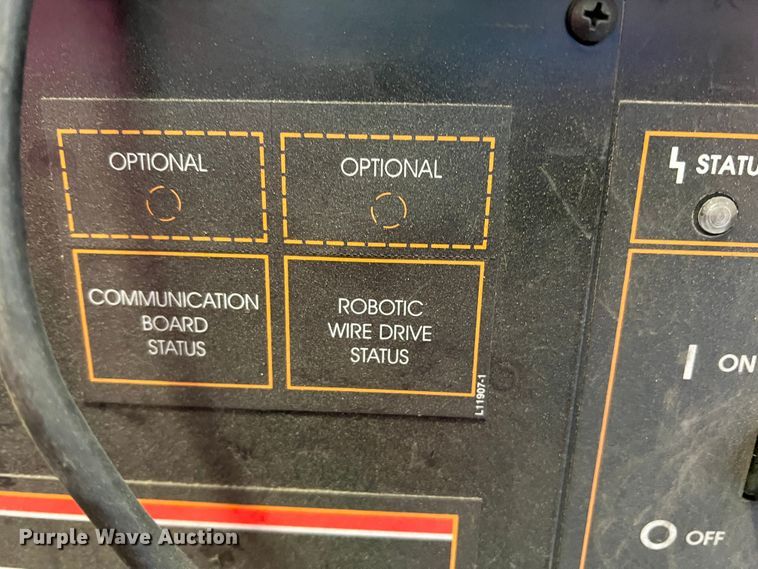 OPTIONAL
OPTIONAL
COMMUNICATION
BOARD
STATUS
ROBOTIC
WIRE DRIVE
STATUS
L11907-1
STATU
ON
OFF
Purple Wave Auction